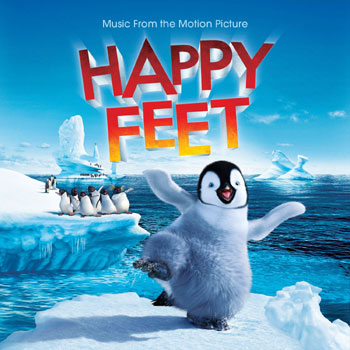 Music From the Motion Picture
HAPPY
FEET